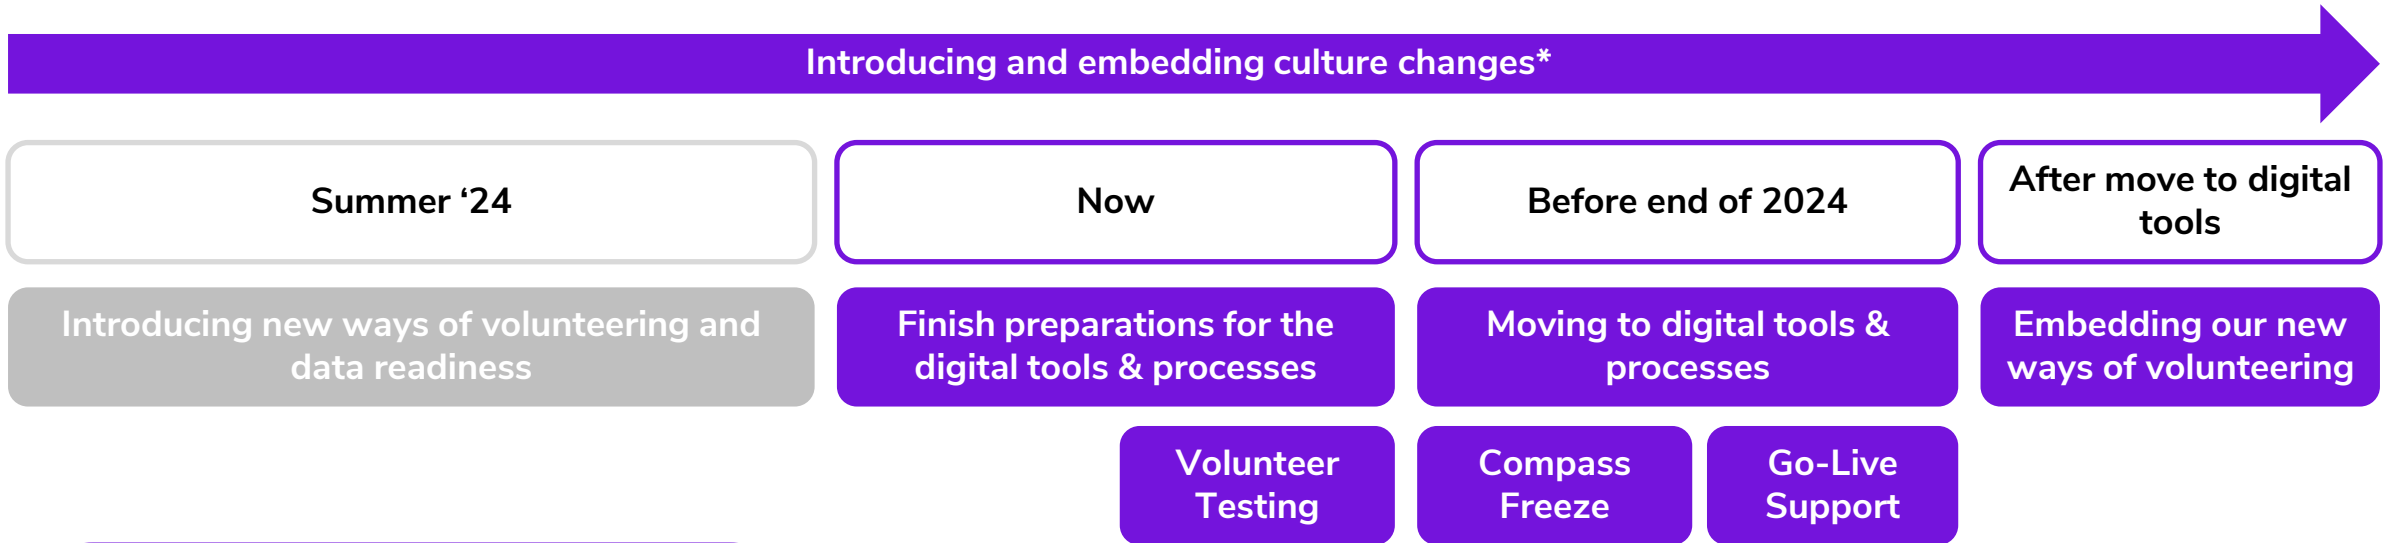 Introducing and embedding culture changes*
Summer ‘24
Now
Before end of 2024
After move to digital
tools
Introducing new ways of volunteering and
data readiness
Finish preparations for the
digital tools & processes
Moving to digital tools &
processes
Embedding our new
ways of volunteering
Volunteer
Testing
Compass
Freeze
Go-Live
Support